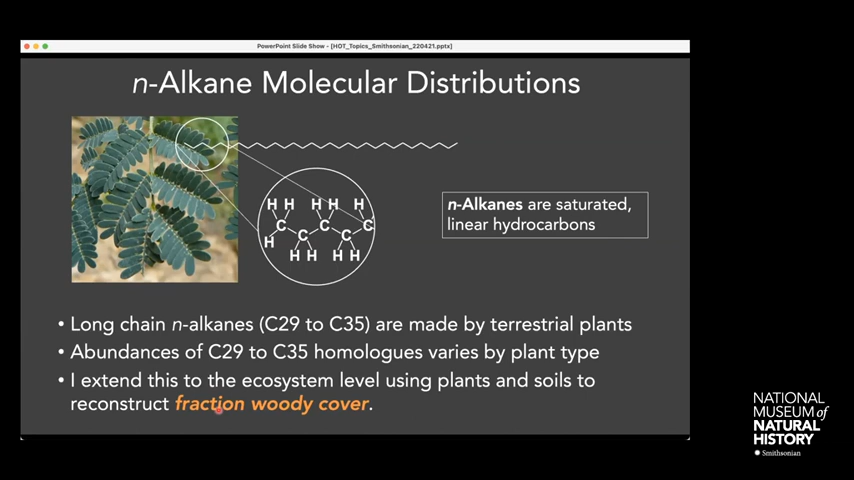 PowerPoint Slide Show - [HOT_Topics_Smithsonian_220421.pptx]
n-Alkane Molecular Distributions
H H H H H
C C C
H C C
H H H H
n-Alkanes are saturated,
linear hydrocarbons
• Long chain n-alkanes (C29 to C35) are made by terrestrial plants
• Abundances of C29 to C35 homologues varies by plant type
• I extend this to the ecosystem level using plants and soils to
reconstruct fraction woody cover.
NATIONAL
MUSEUM of
NATURAL
HISTORY
Smithsonian